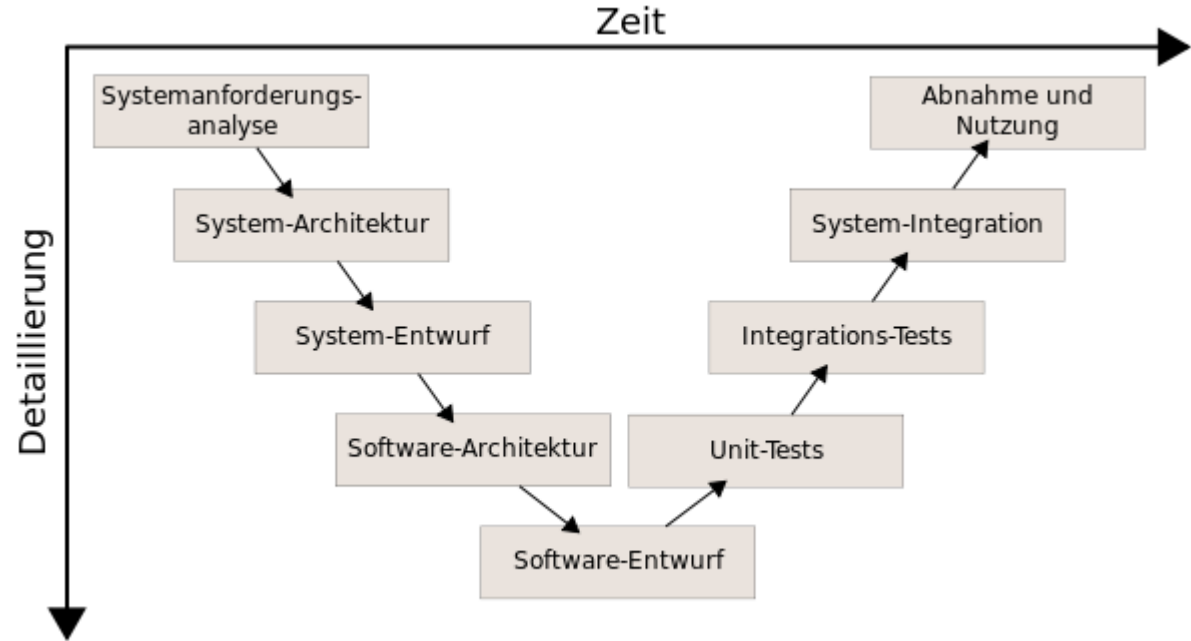 Zeit
Systemanforderungs-
analyse
Abnahme und
Nutzung
System-Architektur
System-Integration
Detaillierung
System-Entwurf
Integrations-Tests
Software-Architektur
Unit-Tests
Software-Entwurf